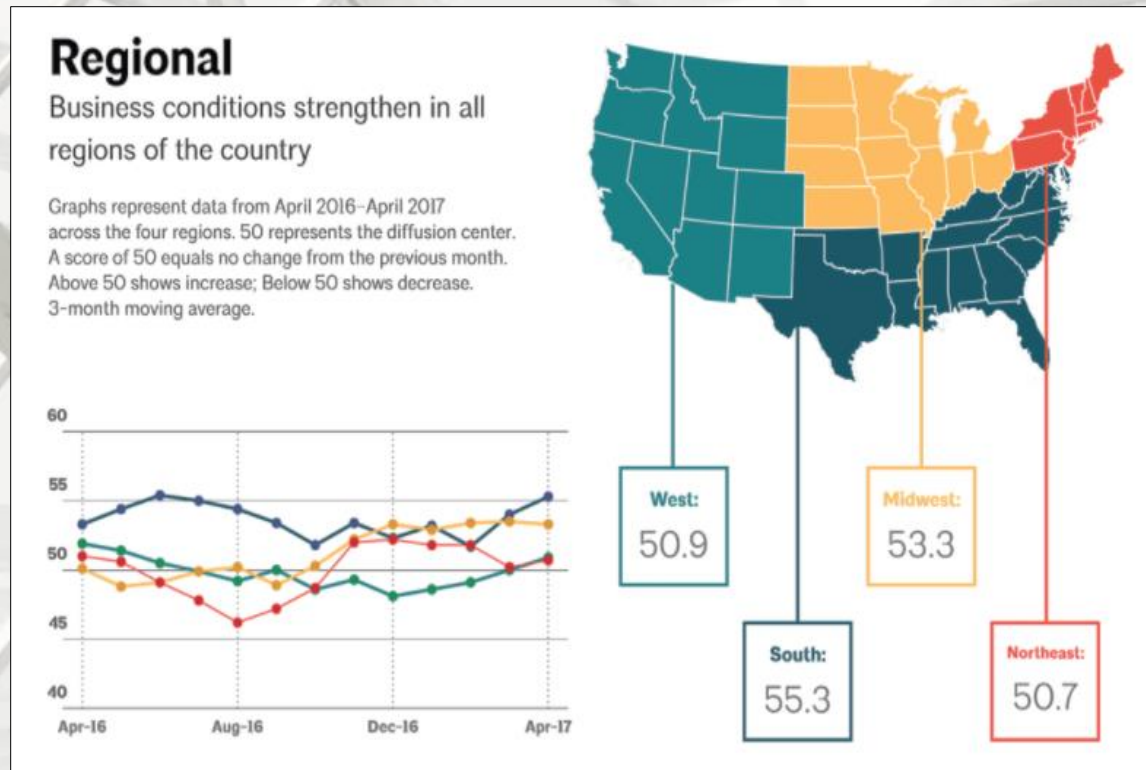 Regional
Business conditions strengthen in all
regions of the country
Graphs represent data from April 2016–April 2017
across the four regions. 50 represents the diffusion center.
A score of 50 equals no change from the previous month.
Above 50 shows increase; Below 50 shows decrease.
3-month moving average.
60
55
50
45
40
Apr-16
Aug-16
Dec-16
Apr-17
West:
50.9
Midwest:
53.3
South:
55.3
Northeast:
50.7